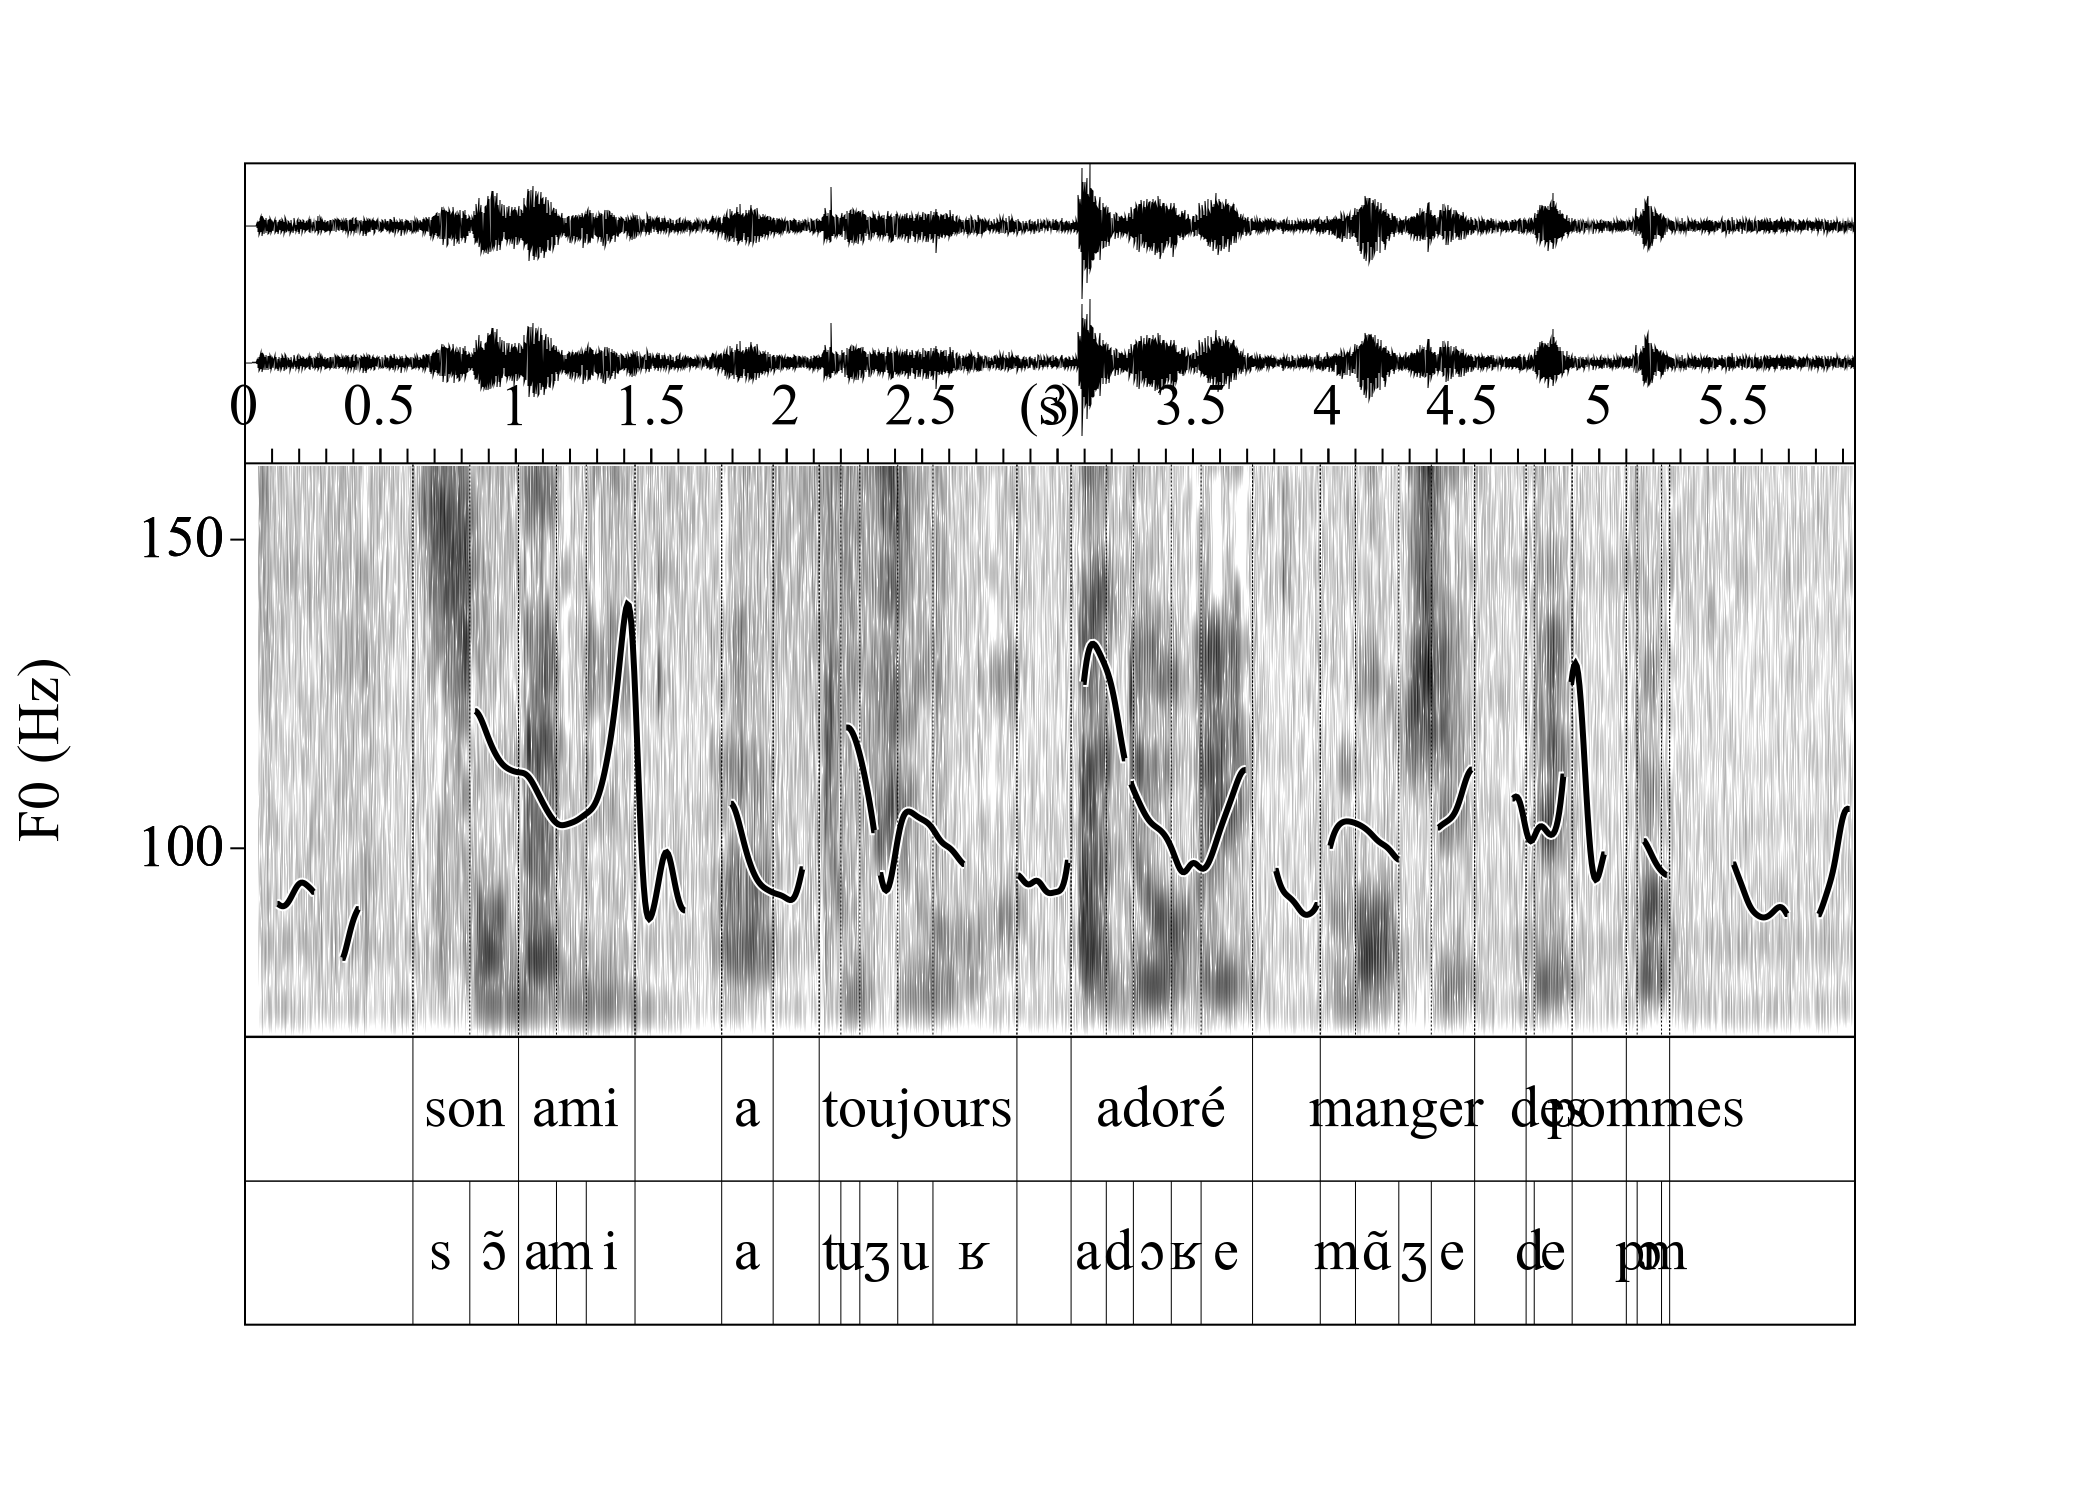 0 0.5 1 1.5 2 2.5 (s) 3 3.5 4 4.5 5 5.5
150
100
F0 (Hz)
son ami a toujours adoré manger des pommes
s ɔ̃ a m i a t u ʒ u ʁ a d ɔ ʁ e m ɑ̃ ʒ e d e p ɔ m